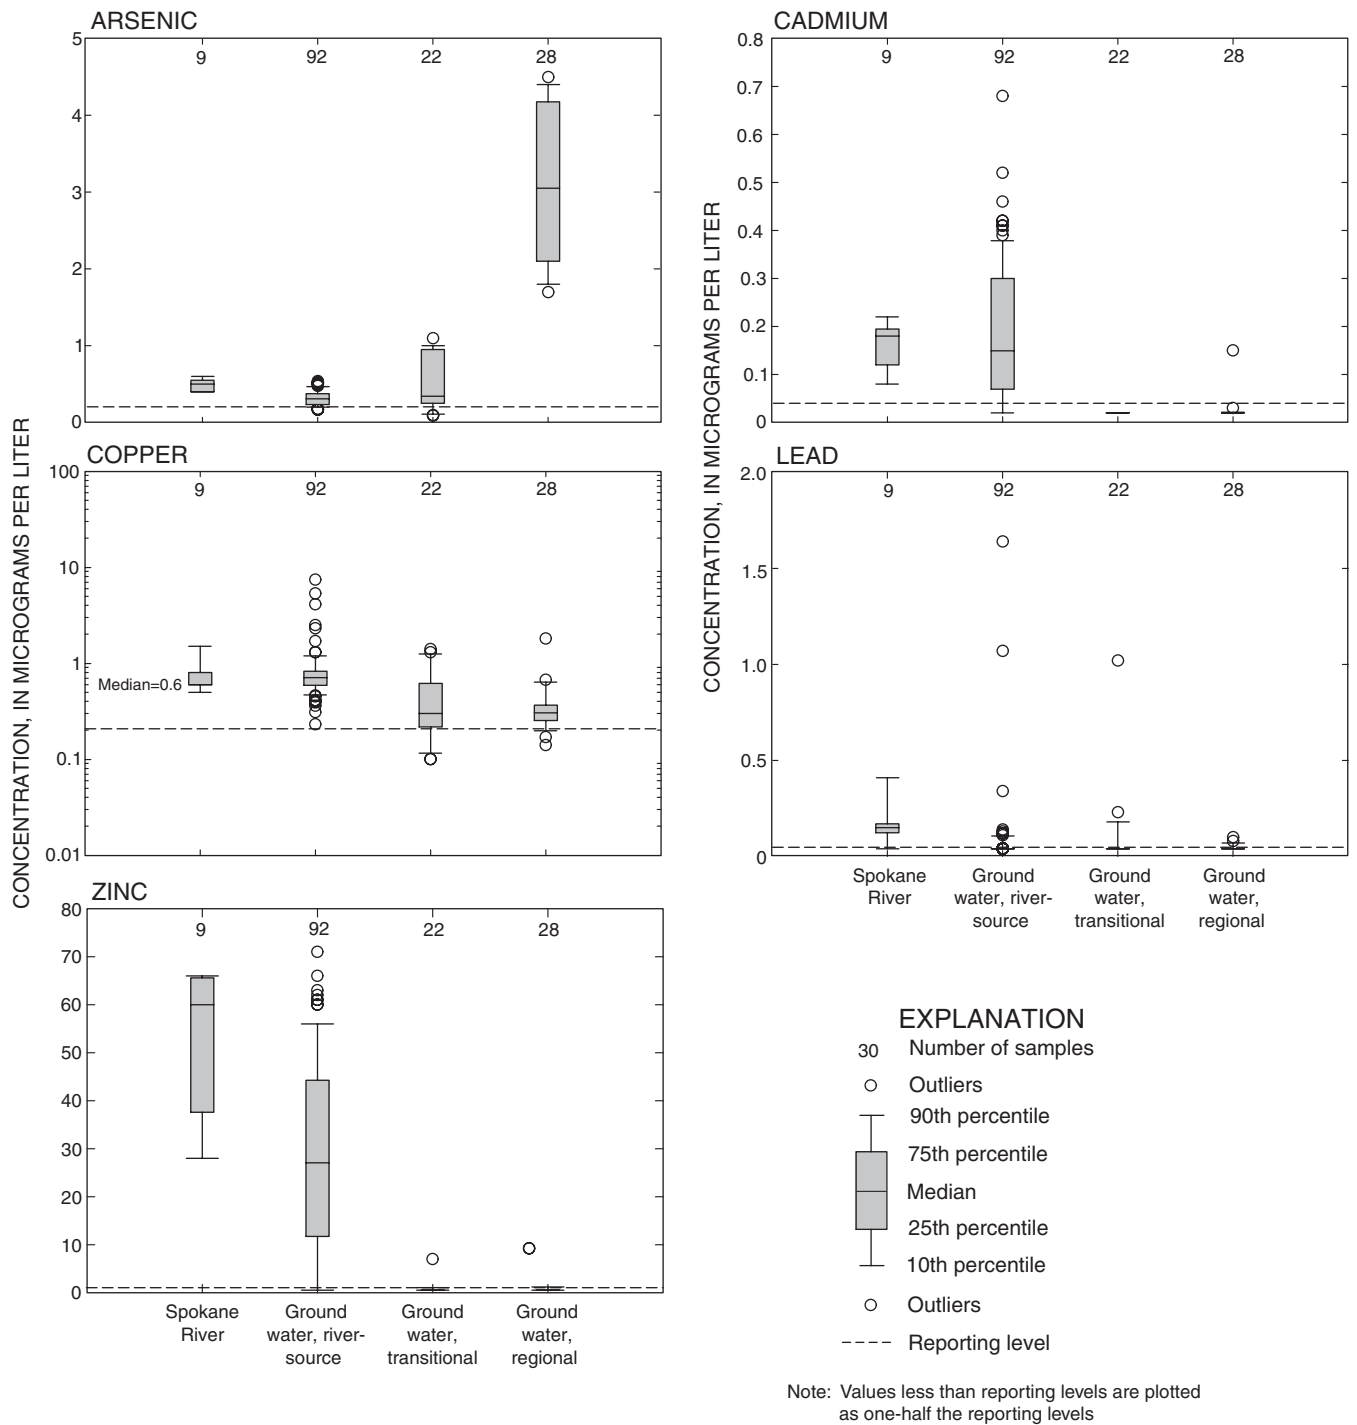 ARSENIC
5
4
3
2
1
0
9
92
22
28
CADMIUM
0.8
0.7
0.6
0.5
0.4
0.3
0.2
0.1
0
9
92
22
28
COPPER
100
10
1
0.1
0.01
9
92
22
28
Median=0.6
LEAD
2.0
1.5
1.0
0.5
0
9
92
22
28
Spokane
River
Ground
water, river-
source
Ground
water,
transitional
Ground
water,
regional
ZINC
80
70
60
50
40
30
20
10
0
9
92
22
28
Spokane
River
Ground
water, river-
source
Ground
water,
transitional
Ground
water,
regional
CONCENTRATION, IN MICROGRAMS PER LITER
CONCENTRATION, IN MICROGRAMS PER LITER
EXPLANATION
30 Number of samples
Outliers
90th percentile
75th percentile
Median
25th percentile
10th percentile
Outliers
Reporting level
Note: Values less than reporting levels are plotted
as one-half the reporting levels